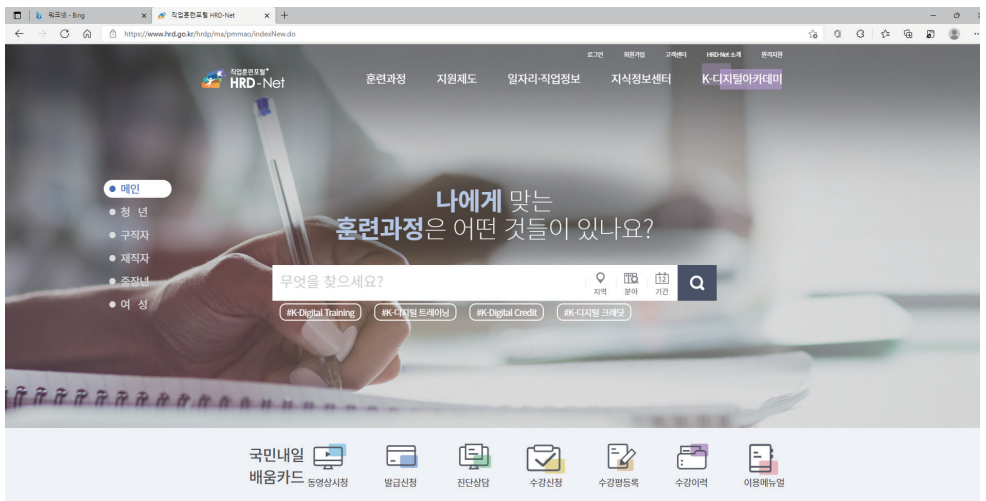 워크넷 - Bing
직업훈련포털 HRD-Net
https://www.hrd.go.kr/hrdp/ma/pmmao/indexNew.do
로그인 회원가입 고객센터 HRD-Net 소개 원격지원
직업훈련포털
HRD-Net
훈련과정 지원제도 일자리·직업정보 지식정보센터 K-디지털아카데미
메인
청 년
구직자
재직자
중장년
여 성
나에게 맞는
훈련과정은 어떤 것들이 있나요?
무엇을 찾으세요?
지역 분야 기간
#K-Digital Training #K-디지털 트레이닝 #K-Digital Credit #K-디지털 크레딧
국민내일
배움카드
동영상시청 발급신청 진단상담 수강신청 수강평등록 수강이력 이용매뉴얼